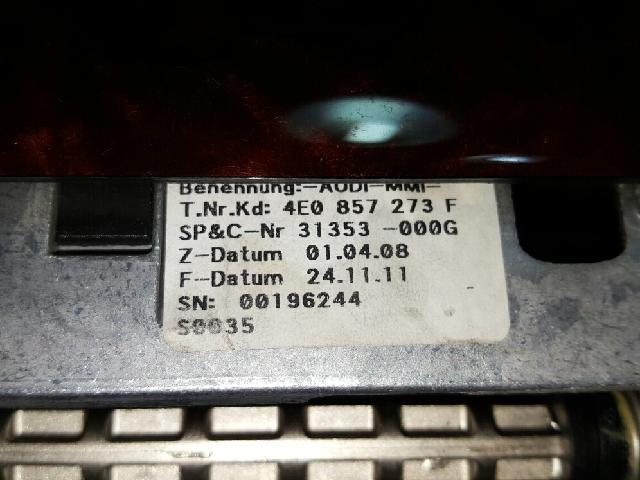 Benennung:-AUDI-MMI-
T.Nr.Kd: 4E0 857 273 F
SP&C-Nr 31353 -000G
Z-Datum 01.04.08
F-Datum 24.11.11
SN: 00196244
S0035